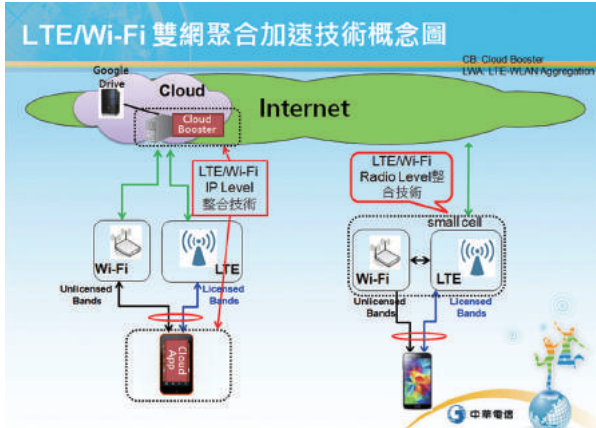 LTE/Wi-Fi 雙網聚合加速技術概念圖
CB: Cloud Booster
LWA: LTE-WLAN Aggregation
Google
Drive
Cloud
Internet
Cloud
Booster
LTE/Wi-Fi
IP Level
整合技術
LTE/Wi-Fi
Radio Level整
合技術
small cell
Wi-Fi
LTE
Wi-Fi
LTE
Unlicensed
Bands
Licensed
Bands
Unlicensed
Bands
Licensed
Bands
Cloud
App
中華電信